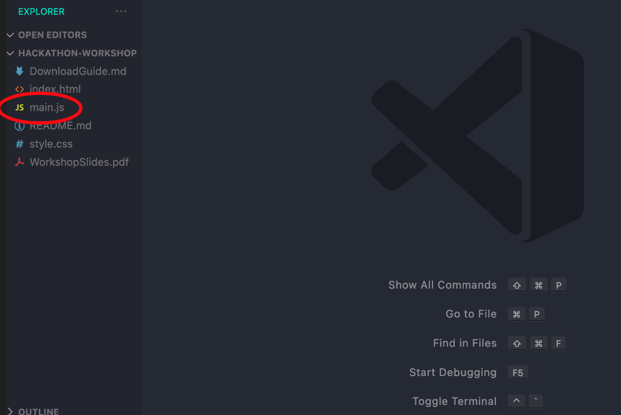 EXPLORER ···
OPEN EDITORS
HACKATHON-WORKSHOP
DownloadGuide.md
<> index.html
JS main.js
README.md
# style.css
WorkshopSlides.pdf
Show All Commands ⇧ ⌘ P
Go to File ⌘ P
Find in Files ⇧ ⌘ F
Start Debugging F5
Toggle Terminal ^ `
OUTLINE